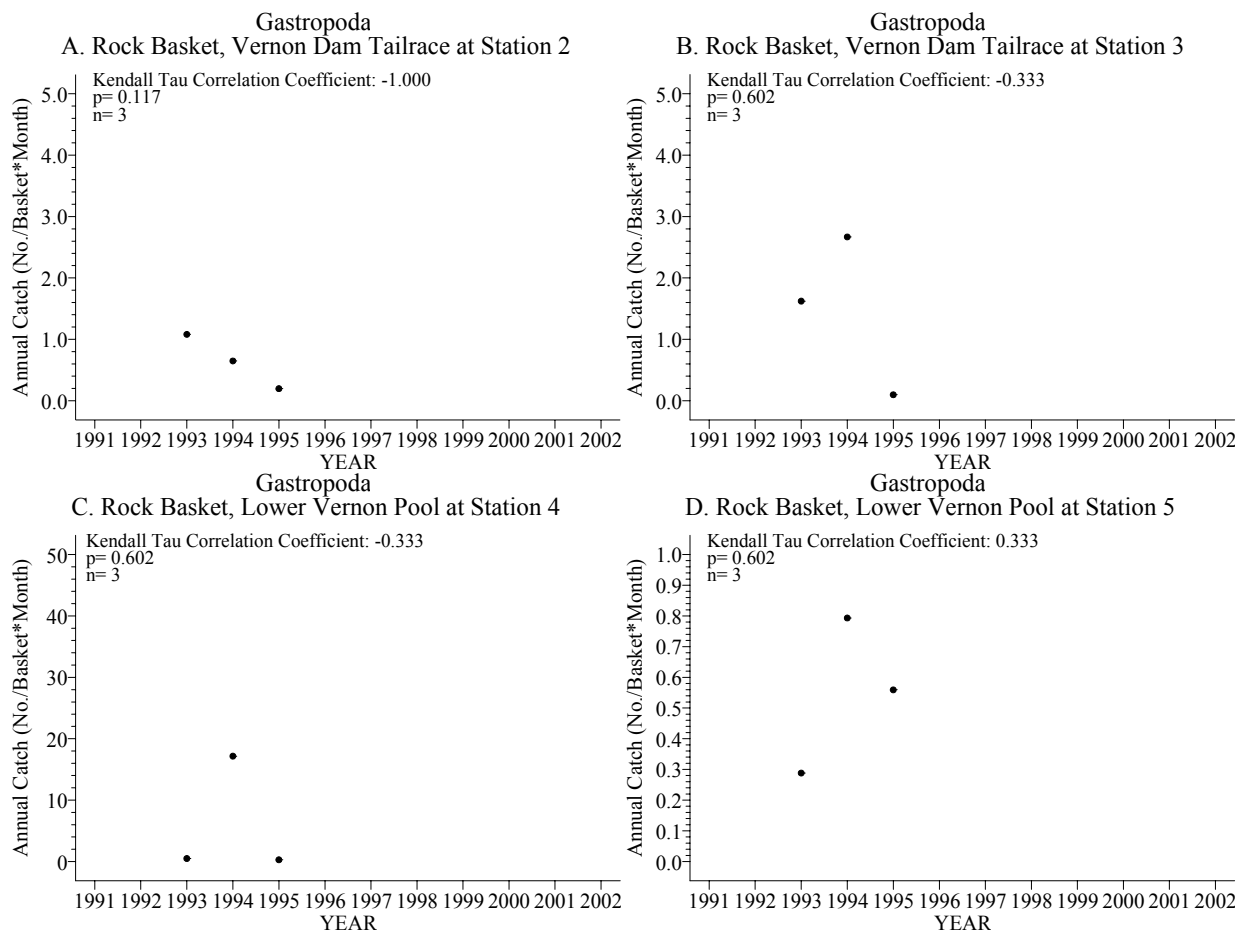 Gastropoda
A. Rock Basket, Vernon Dam Tailrace at Station 2
Kendall Tau Correlation Coefficient: -1.000
p= 0.117
n= 3
Annual Catch (No./Basket*Month)
5.0
4.0
3.0
2.0
1.0
0.0
1991 1992 1993 1994 1995 1996 1997 1998 1999 2000 2001 2002
YEAR
Gastropoda
B. Rock Basket, Vernon Dam Tailrace at Station 3
Kendall Tau Correlation Coefficient: -0.333
p= 0.602
n= 3
Annual Catch (No./Basket*Month)
5.0
4.0
3.0
2.0
1.0
0.0
1991 1992 1993 1994 1995 1996 1997 1998 1999 2000 2001 2002
YEAR
Gastropoda
C. Rock Basket, Lower Vernon Pool at Station 4
Kendall Tau Correlation Coefficient: -0.333
p= 0.602
n= 3
Annual Catch (No./Basket*Month)
50
40
30
20
10
0
1991 1992 1993 1994 1995 1996 1997 1998 1999 2000 2001 2002
YEAR
Gastropoda
D. Rock Basket, Lower Vernon Pool at Station 5
Kendall Tau Correlation Coefficient: 0.333
p= 0.602
n= 3
Annual Catch (No./Basket*Month)
1.0
0.9
0.8
0.7
0.6
0.5
0.4
0.3
0.2
0.1
0.0
1991 1992 1993 1994 1995 1996 1997 1998 1999 2000 2001 2002
YEAR